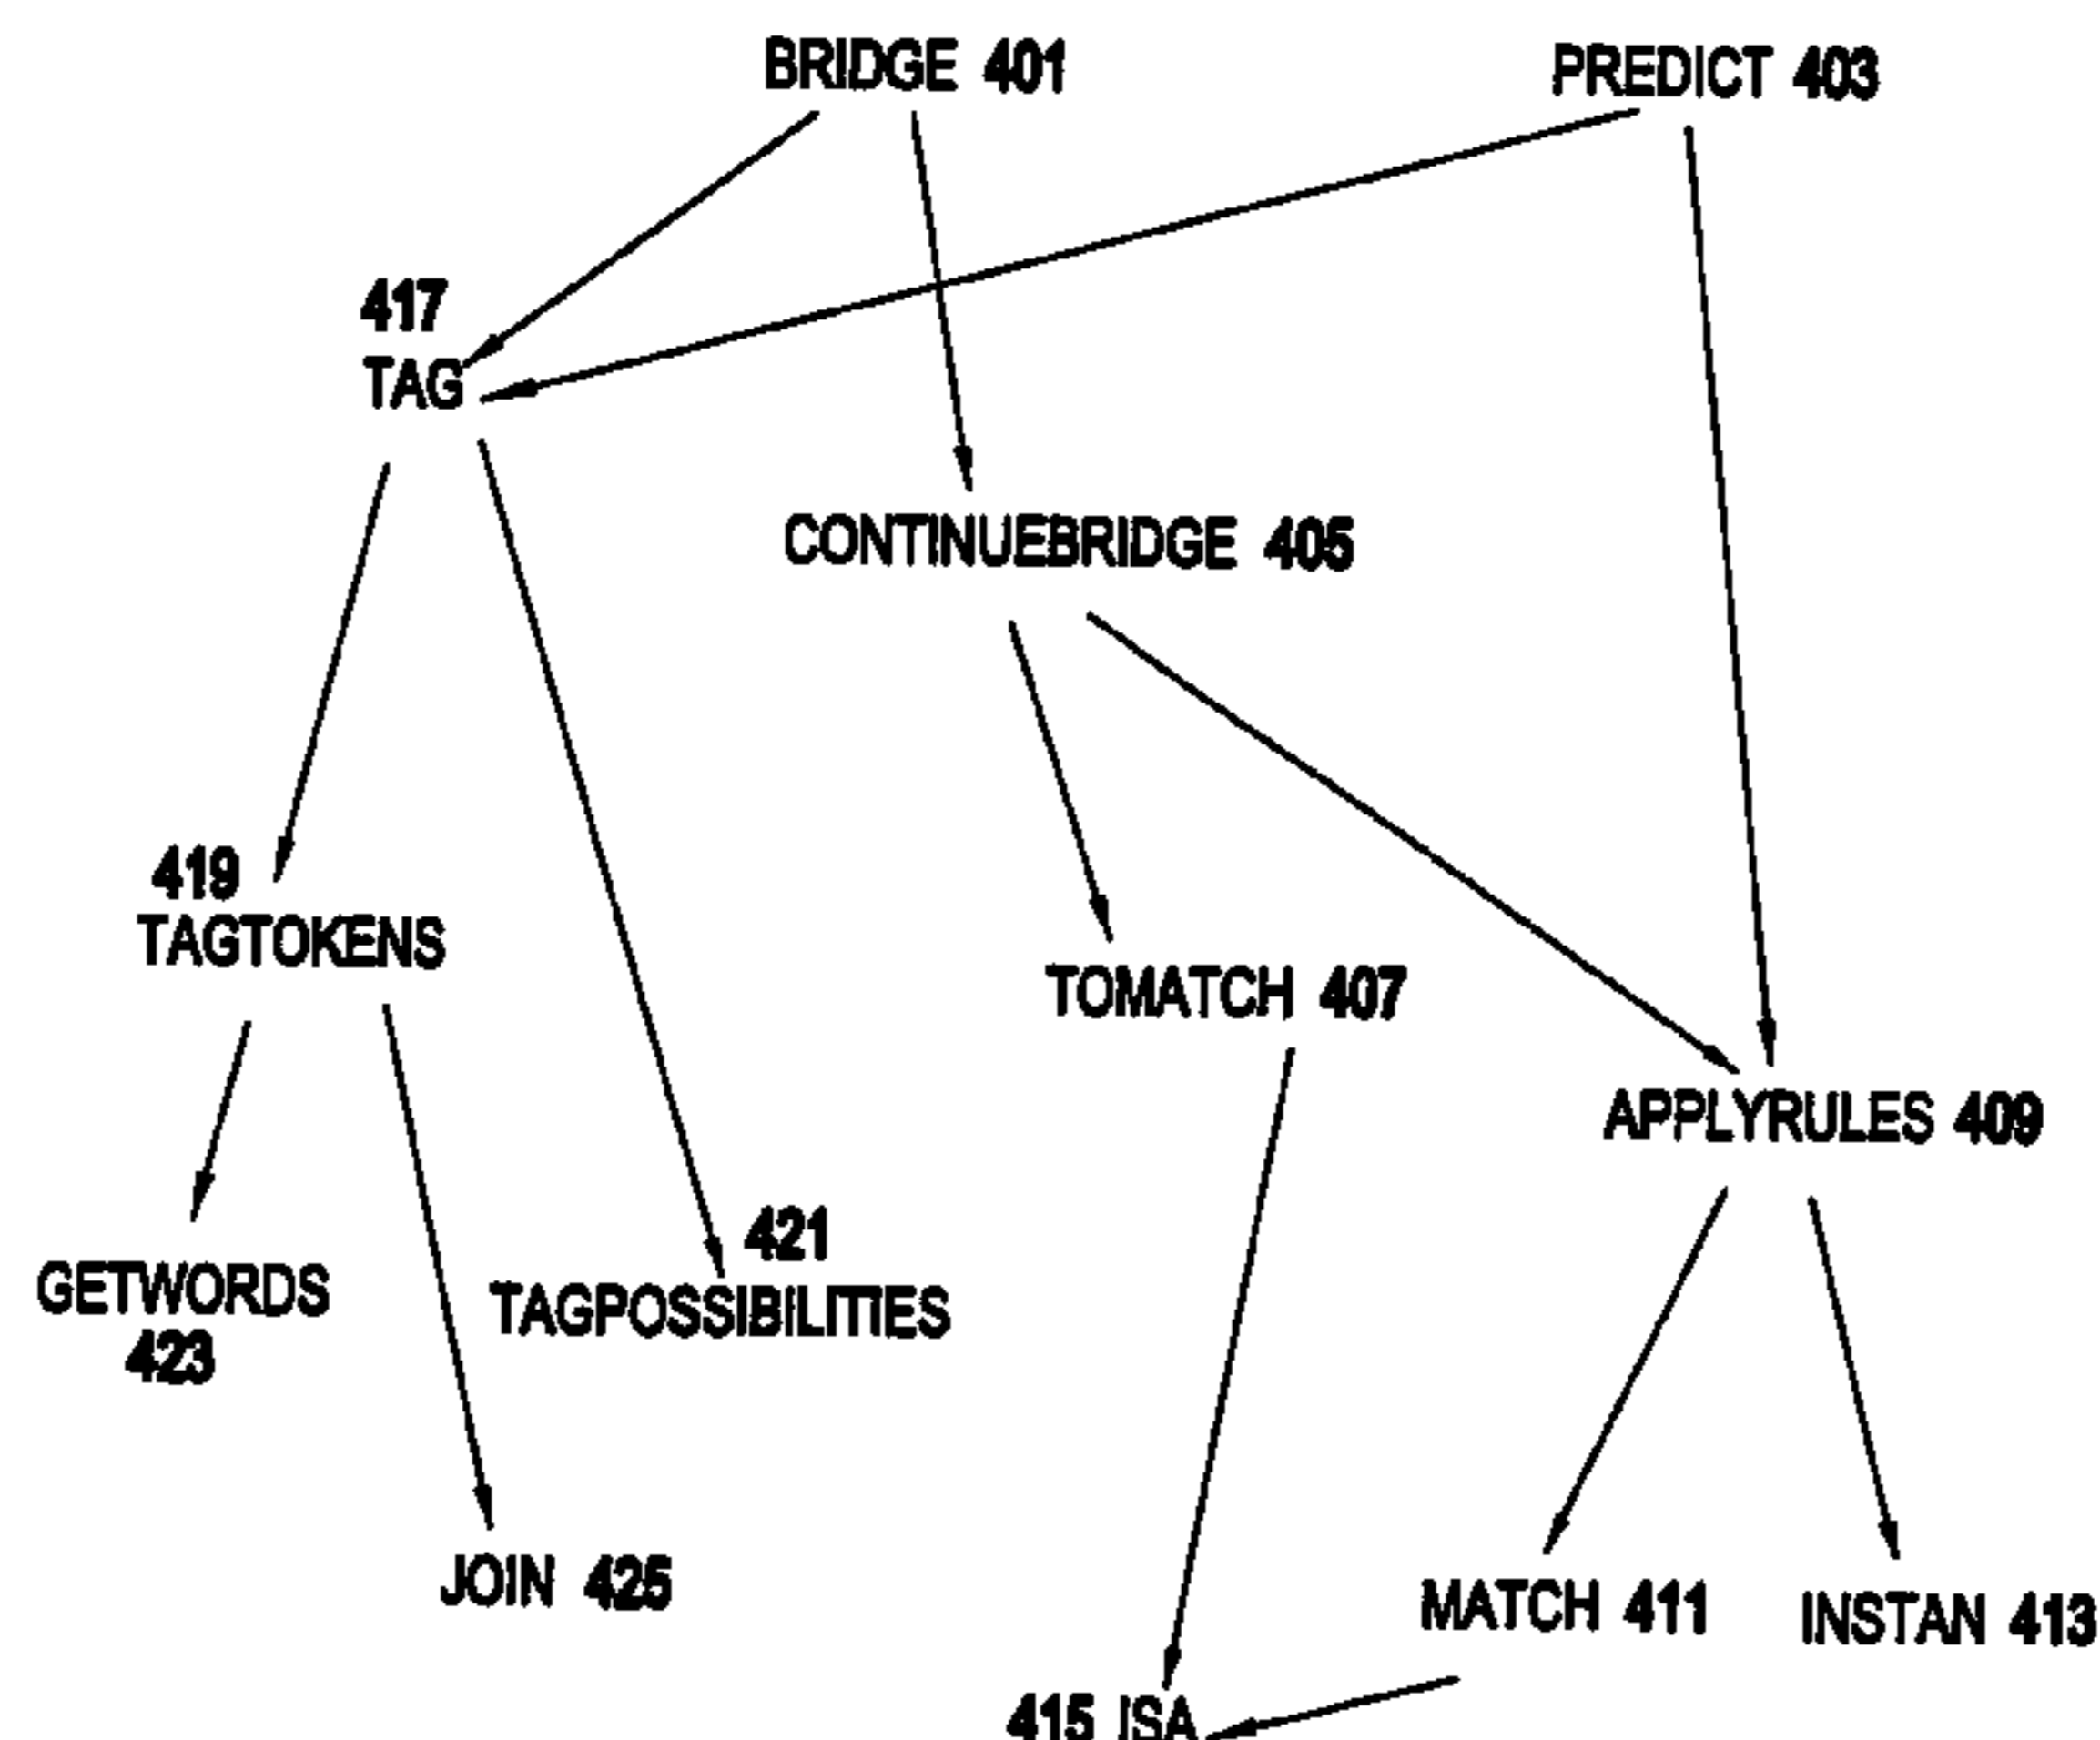 BRIDGE 401
PREDICT 403
417
TAG
CONTINUEBRIDGE 405
419
TAGTOKENS
TOMATCH 407
APPLYRULES 409
421
TAGPOSSIBILITIES
GETWORDS
423
JOIN 425
MATCH 411
INSTAN 413
415 ISA